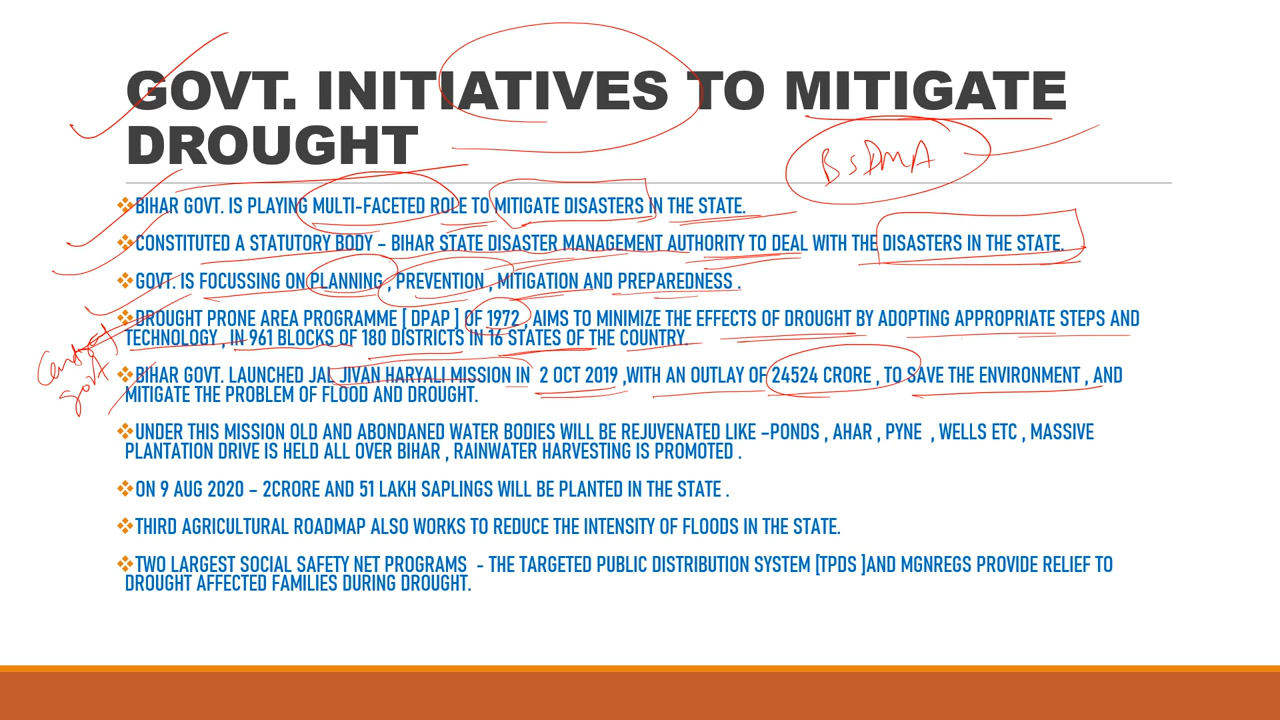 GOVT. INITIATIVES TO MITIGATE
DROUGHT
BSDMA
❖BIHAR GOVT. IS PLAYING MULTI-FACETED ROLE TO MITIGATE DISASTERS IN THE STATE.
❖CONSTITUTED A STATUTORY BODY – BIHAR STATE DISASTER MANAGEMENT AUTHORITY TO DEAL WITH THE DISASTERS IN THE STATE.
❖GOVT. IS FOCUSSING ON PLANNING , PREVENTION , MITIGATION AND PREPAREDNESS .
❖DROUGHT PRONE AREA PROGRAMME [ DPAP ] OF 1972 , AIMS TO MINIMIZE THE EFFECTS OF DROUGHT BY ADOPTING APPROPRIATE STEPS AND
TECHNOLOGY , IN 961 BLOCKS OF 180 DISTRICTS IN 16 STATES OF THE COUNTRY.
Central
govt
❖BIHAR GOVT. LAUNCHED JAL JIVAN HARYALI MISSION IN 2 OCT 2019 ,WITH AN OUTLAY OF 24524 CRORE , TO SAVE THE ENVIRONMENT , AND
MITIGATE THE PROBLEM OF FLOOD AND DROUGHT.
❖UNDER THIS MISSION OLD AND ABONDANED WATER BODIES WILL BE REJUVENATED LIKE –PONDS , AHAR , PYNE , WELLS ETC , MASSIVE
PLANTATION DRIVE IS HELD ALL OVER BIHAR , RAINWATER HARVESTING IS PROMOTED .
❖ON 9 AUG 2020 – 2CRORE AND 51 LAKH SAPLINGS WILL BE PLANTED IN THE STATE .
❖THIRD AGRICULTURAL ROADMAP ALSO WORKS TO REDUCE THE INTENSITY OF FLOODS IN THE STATE.
❖TWO LARGEST SOCIAL SAFETY NET PROGRAMS - THE TARGETED PUBLIC DISTRIBUTION SYSTEM [TPDS ]AND MGNREGS PROVIDE RELIEF TO
DROUGHT AFFECTED FAMILIES DURING DROUGHT.